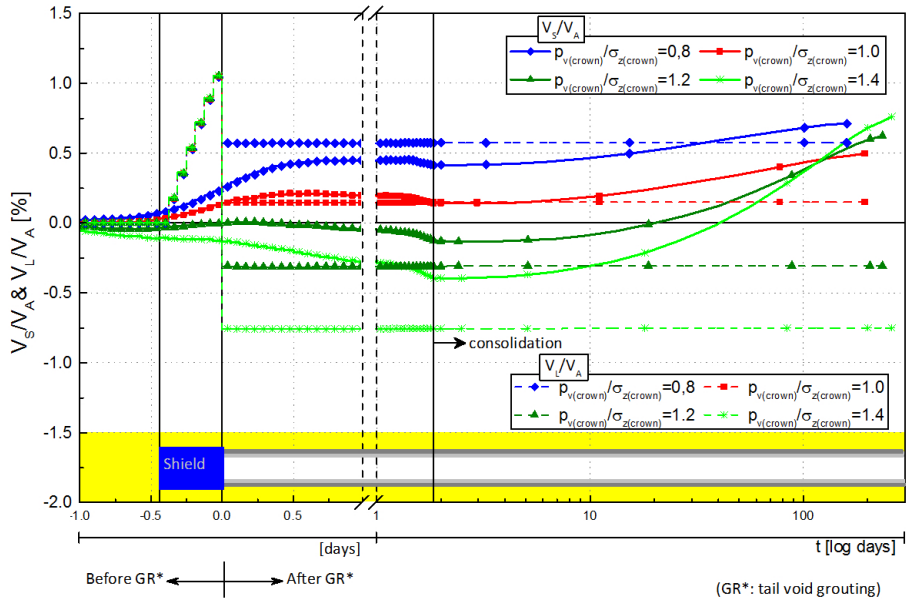 V_S/V_A & V_L/V_A [%]
1.5
1.0
0.5
0.0
-0.5
-1.0
-1.5
-2.0
V_S/V_A
p_v(crown)/σ_z(crown)=0,8
p_v(crown)/σ_z(crown)=1.0
p_v(crown)/σ_z(crown)=1.2
p_v(crown)/σ_z(crown)=1.4
consolidation
V_L/V_A
p_v(crown)/σ_z(crown)=0,8
p_v(crown)/σ_z(crown)=1.0
p_v(crown)/σ_z(crown)=1.2
p_v(crown)/σ_z(crown)=1.4
Shield
-1.0 -0.5 0.0 0.5 1 10 100
[days] t [log days]
Before GR* After GR*
(GR*: tail void grouting)